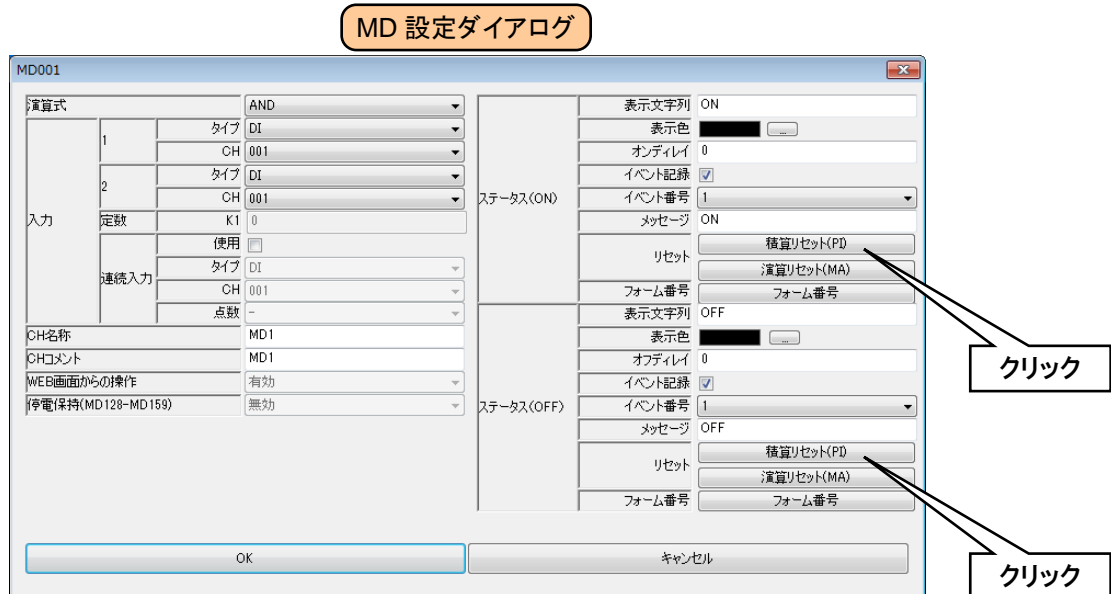 MD 設定ダイアログ
MD001
演算式 AND
入力 1 タイプ DI
CH 001
2 タイプ DI
CH 001
定数 K1 0
連続入力 使用
タイプ DI
CH 001
点数 -
CH名称 MD1
CHコメント MD1
WEB画面からの操作 有効
停電保持(MD128-MD159) 無効
ステータス(ON) 表示文字列 ON
表示色 ...
オンディレイ 0
イベント記録
イベント番号 1
メッセージ ON
リセット 積算リセット(PI)
演算リセット(MA)
フォーム番号 フォーム番号
ステータス(OFF) 表示文字列 OFF
表示色 ...
オフディレイ 0
イベント記録
イベント番号 1
メッセージ OFF
リセット 積算リセット(PI)
演算リセット(MA)
フォーム番号 フォーム番号
クリック
クリック
OK キャンセル